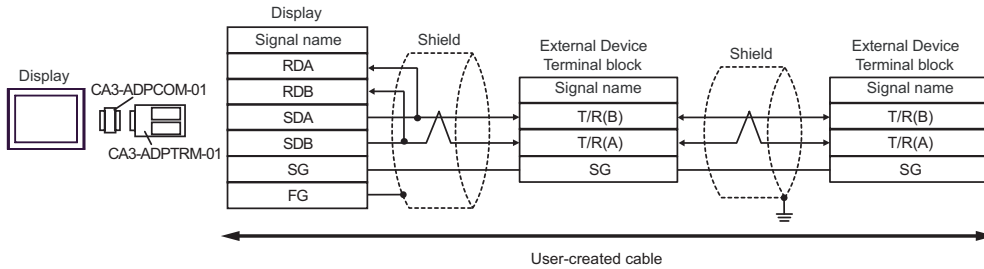 Display
Signal name
RDA
RDB
SDA
SDB
SG
FG
Display
CA3-ADPCOM-01
CA3-ADPTRM-01
Shield
External Device
Terminal block
Signal name
T/R(B)
T/R(A)
SG
Shield
External Device
Terminal block
Signal name
T/R(B)
T/R(A)
SG
User-created cable